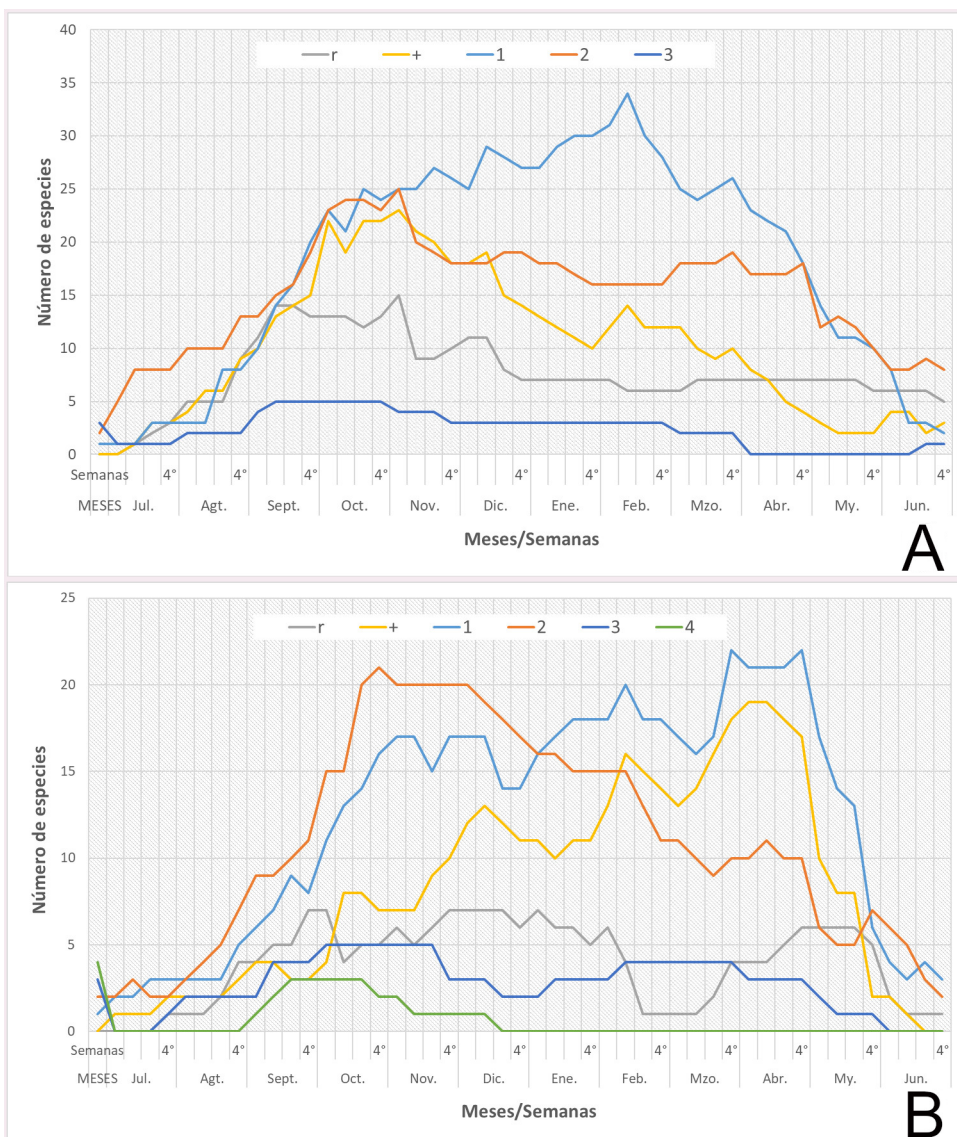 40
r + 1 2 3
35
30
25
20
15
10
5
0
Número de especies
Semanas 4° 4° 4° 4° 4° 4° 4° 4° 4° 4° 4° 4°
MESES Jul. Agt. Sept. Oct. Nov. Dic. Ene. Feb. Mzo. Abr. My. Jun.
Meses/Semanas
A
25
r + 1 2 3 4
20
15
10
5
0
Número de especies
Semanas 4° 4° 4° 4° 4° 4° 4° 4° 4° 4° 4° 4°
MESES Jul. Agt. Sept. Oct. Nov. Dic. Ene. Feb. Mzo. Abr. My. Jun.
Meses/Semanas
B